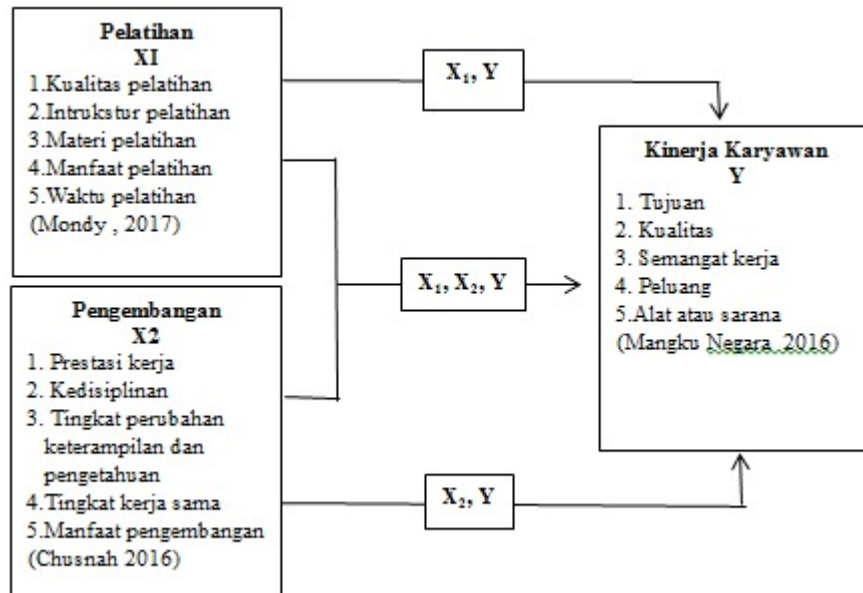 Pelatihan
XI
1.Kualitas pelatihan
2.Intrukstur pelatihan
3.Materi pelatihan
4.Manfaat pelatihan
5.Waktu pelatihan
(Mondy , 2017)
X₁, Y
Kinerja Karyawan
Y
1. Tujuan
2. Kualitas
3. Semangat kerja
4. Peluang
5.Alat atau sarana
(Mangku Negara 2016)
X₁, X₂, Y
Pengembangan
X2
1. Prestasi kerja
2. Kedisiplinan
3. Tingkat perubahan
keterampilan dan
pengetahuan
4.Tingkat kerja sama
5.Manfaat pengembangan
(Chusnah 2016)
X₂, Y